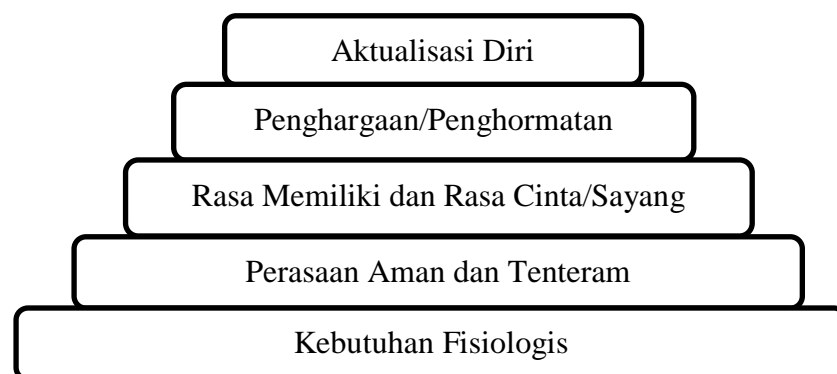 Aktualisasi Diri
Penghargaan/Penghormatan
Rasa Memiliki dan Rasa Cinta/Sayang
Perasaan Aman dan Tenteram
Kebutuhan Fisiologis